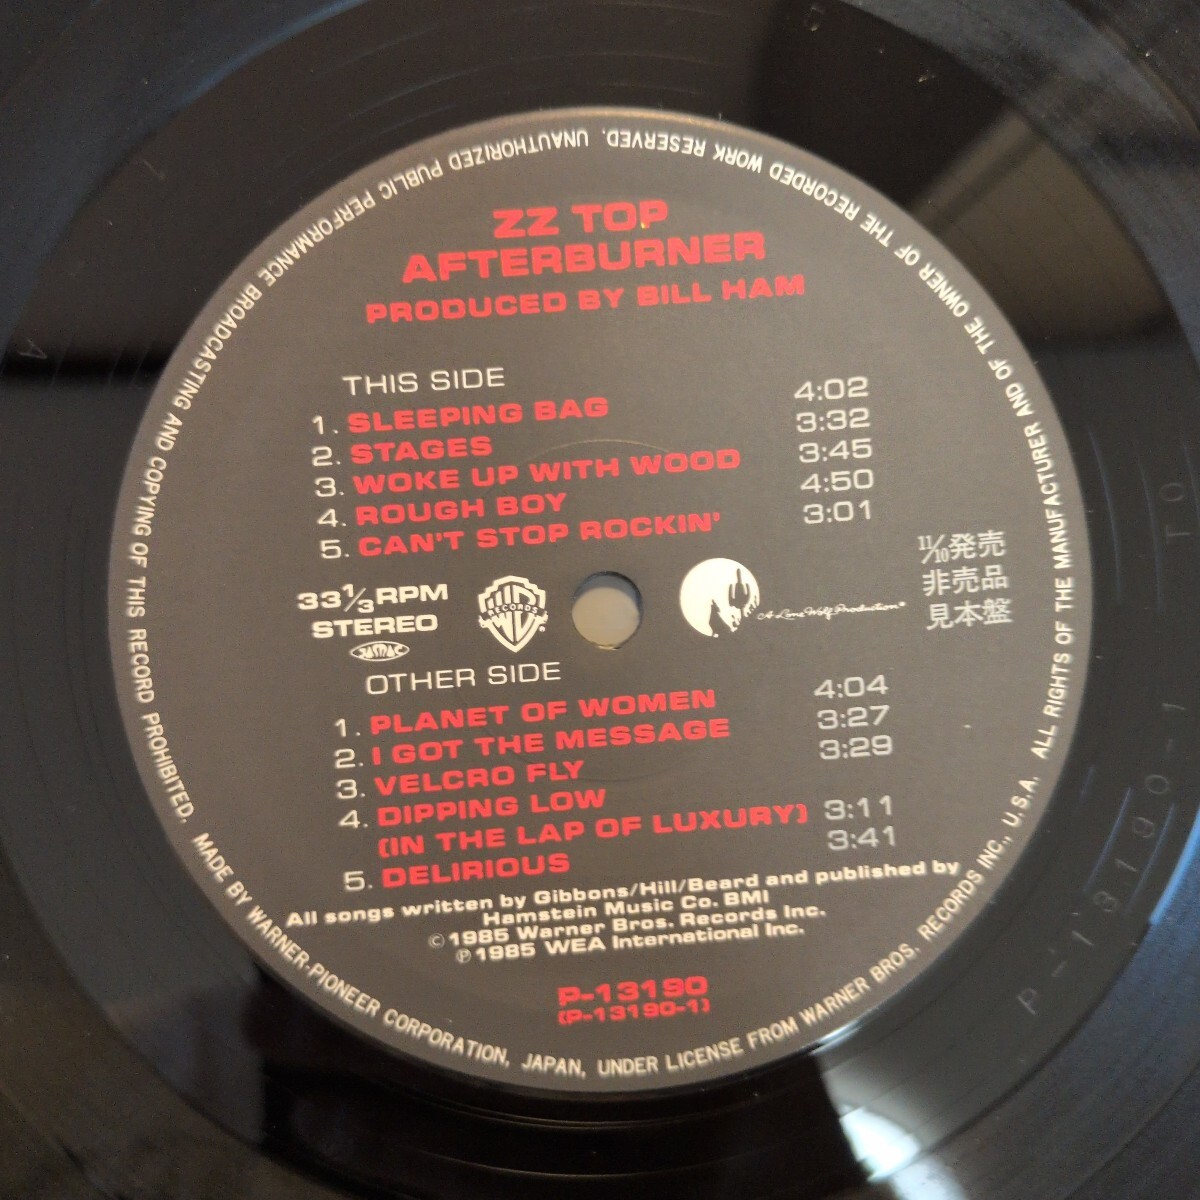 ZZ TOP
AFTERBURNER
PRODUCED BY BILL HAM
THIS SIDE
1. SLEEPING BAG 4:02
2. STAGES 3:32
3. WOKE UP WITH WOOD 3:45
4. ROUGH BOY 4:50
5. CAN'T STOP ROCKIN' 3:01
33 1/3 RPM
STEREO
JASRAC
W RECORDS
A Lone Wolf Production®
11/10発売
非売品
見本盤
OTHER SIDE
1. PLANET OF WOMEN 4:04
2. I GOT THE MESSAGE 3:27
3. VELCRO FLY 3:29
4. DIPPING LOW
(IN THE LAP OF LUXURY) 3:11
5. DELIRIOUS 3:41
All songs written by Gibbons/Hill/Beard and published by
Hamstein Music Co. BMI
©1985 Warner Bros. Records Inc.
℗1985 WEA International Inc.
P-13190
(P-13190-1)
MADE BY WARNER-PIONEER CORPORATION, JAPAN, UNDER LICENSE FROM WARNER BROS. RECORDS INC., U.S.A. ALL RIGHTS OF THE MANUFACTURER AND OF THE OWNER OF THE RECORDED WORK RESERVED. UNAUTHORIZED PUBLIC PERFORMANCE BROADCASTING AND COPYING OF THIS RECORD PROHIBITED.
P-13190-1 TO
A